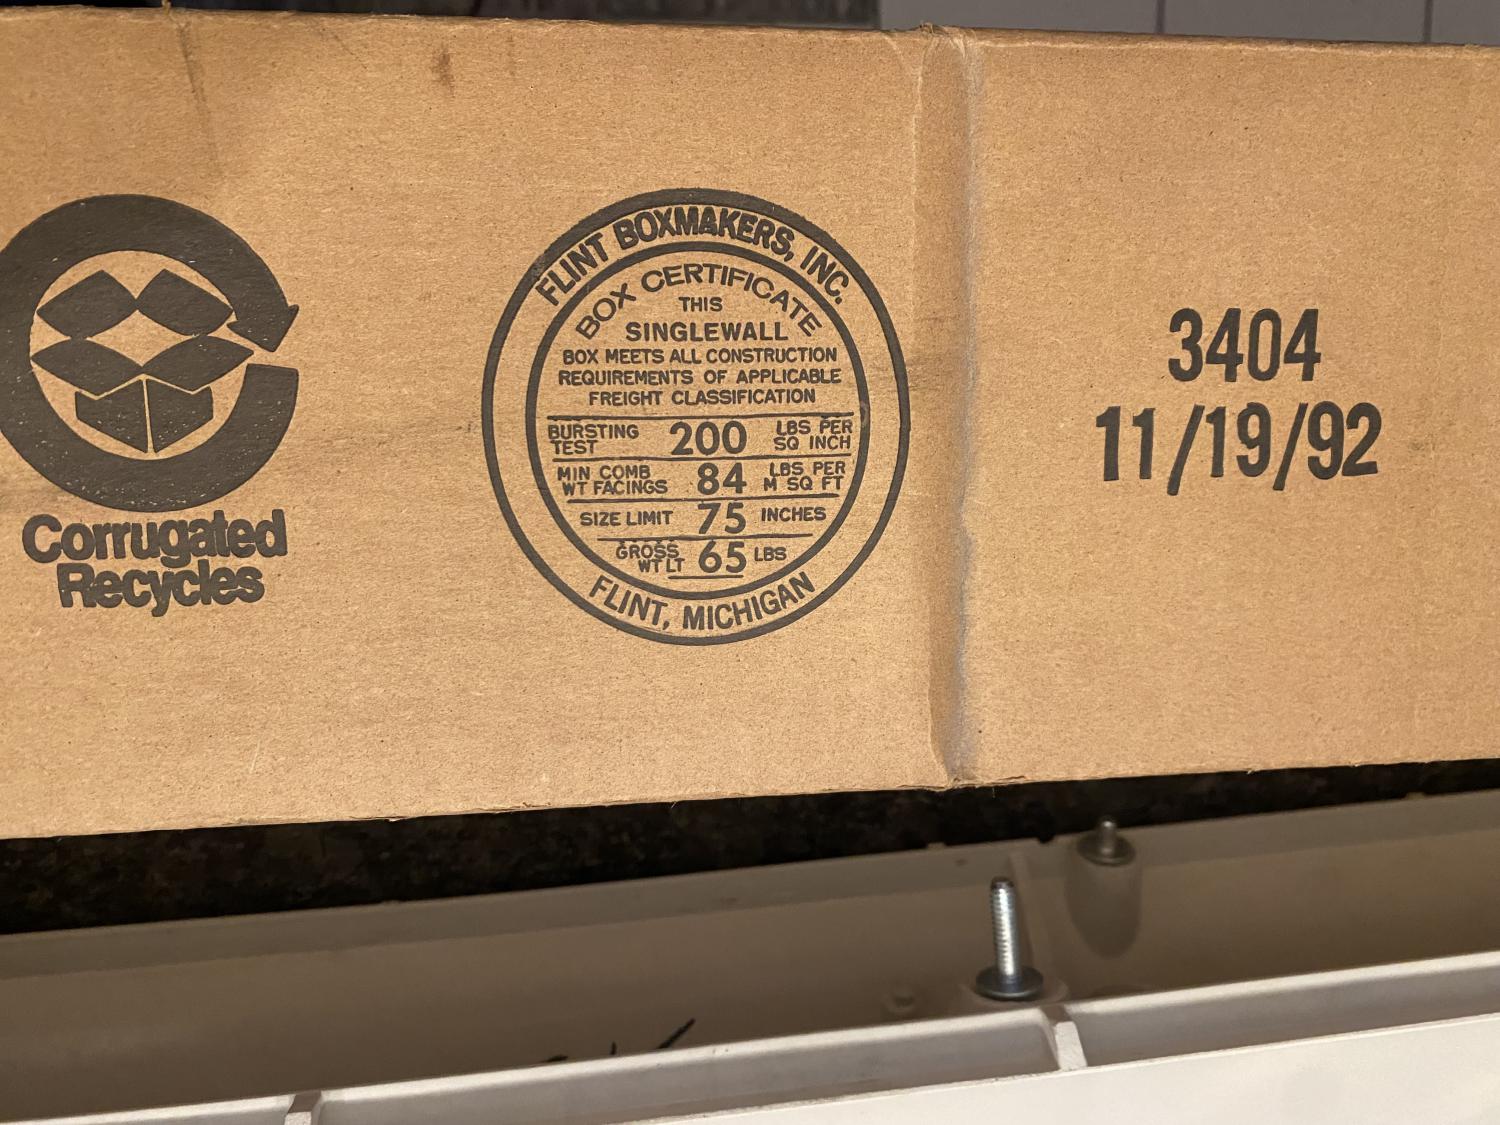 Corrugated
Recycles
FLINT BOXMAKERS, INC.
BOX CERTIFICATE
THIS
SINGLEWALL
BOX MEETS ALL CONSTRUCTION
REQUIREMENTS OF APPLICABLE
FREIGHT CLASSIFICATION
BURSTING TEST 200 LBS PER SQ INCH
MIN COMB WT FACINGS 84 LBS PER M SQ FT
SIZE LIMIT 75 INCHES
GROSS WT LT 65 LBS
FLINT, MICHIGAN
3404
11/19/92